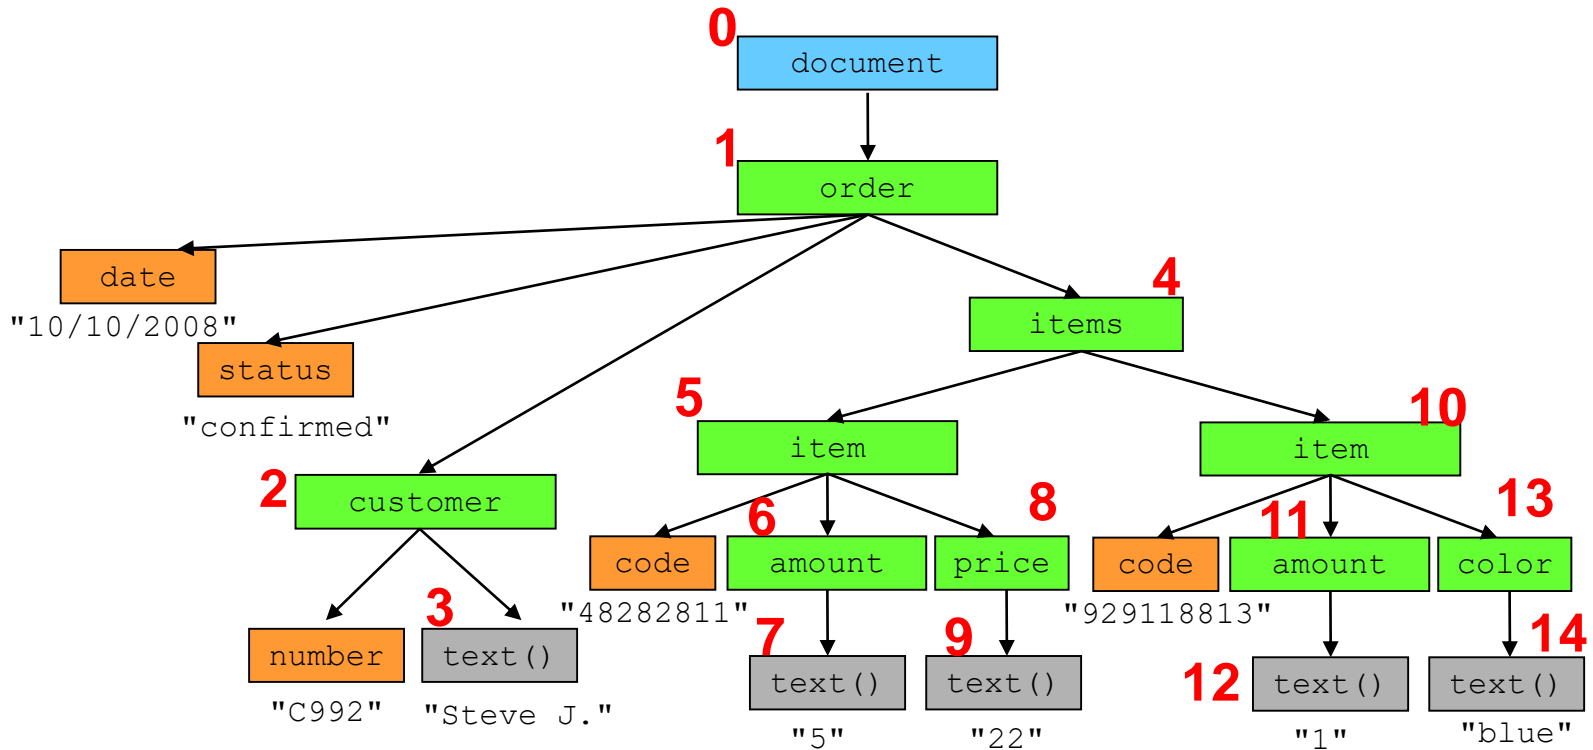 0
document
1
order
date
"10/10/2008"
status
"confirmed"
4
items
5
item
10
item
2
customer
6
8
11
13
code
amount
price
code
amount
color
"48282811"
"929118813"
3
number
text()
7
text()
9
text()
12
text()
14
text()
"C992"
"Steve J."
"5"
"22"
"1"
"blue"